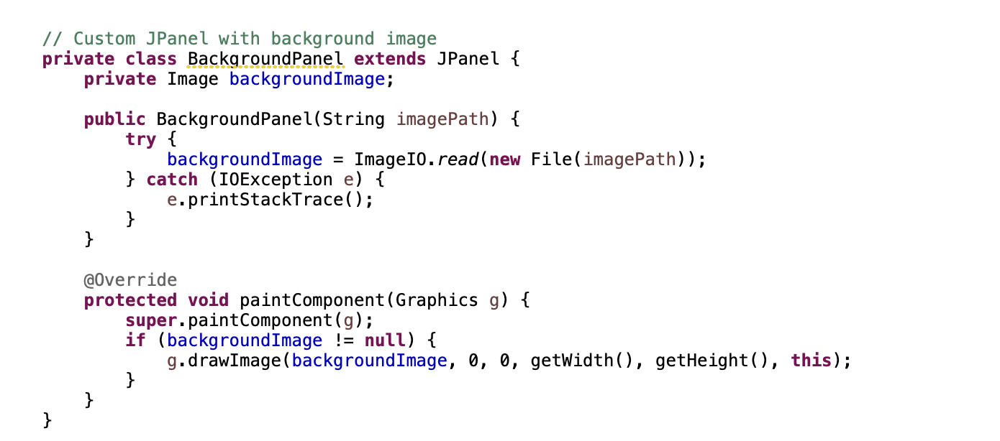 // Custom JPanel with background image
private class BackgroundPanel extends JPanel {
    private Image backgroundImage;

    public BackgroundPanel(String imagePath) {
        try {
            backgroundImage = ImageIO.read(new File(imagePath));
        } catch (IOException e) {
            e.printStackTrace();
        }
    }

    @Override
    protected void paintComponent(Graphics g) {
        super.paintComponent(g);
        if (backgroundImage != null) {
            g.drawImage(backgroundImage, 0, 0, getWidth(), getHeight(), this);
        }
    }
}